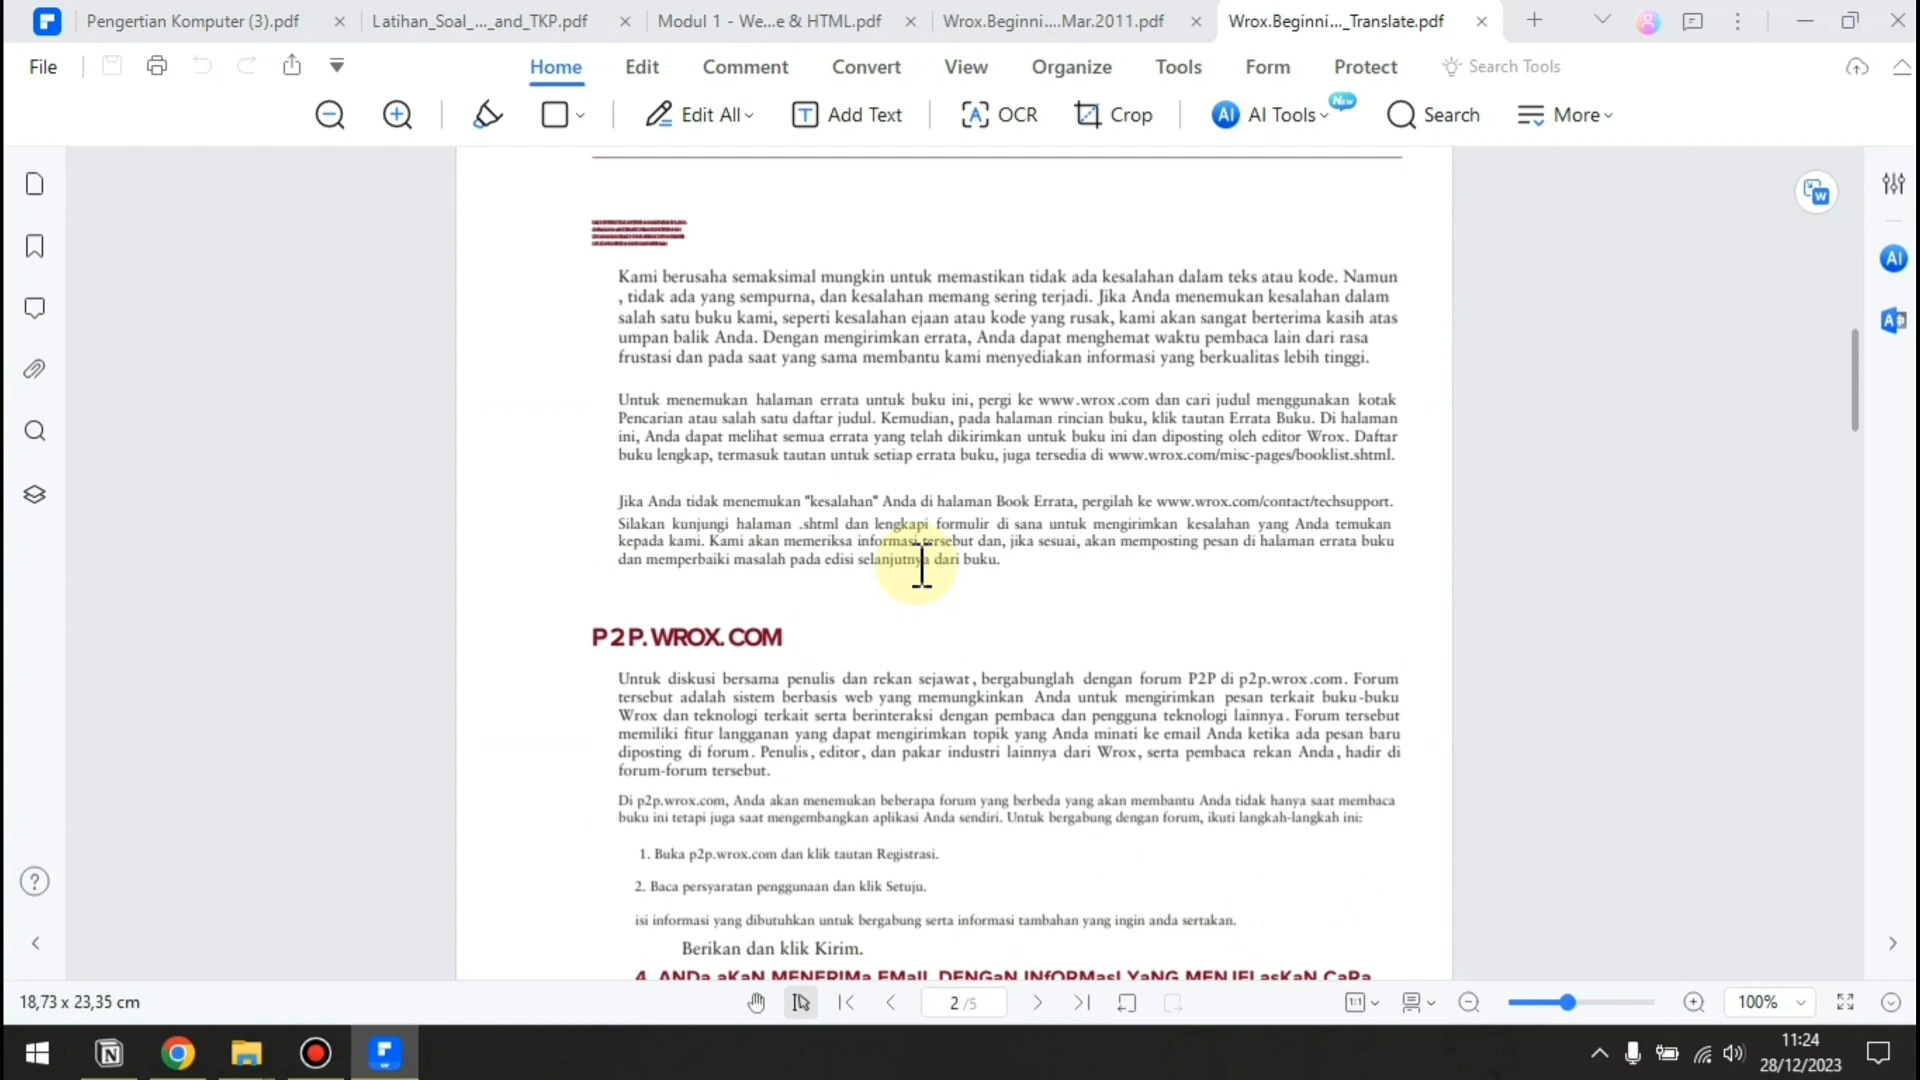 Pengertian Komputer (3).pdf
Latihan_Soal_..._and_TKP.pdf
Modul 1 - We...e & HTML.pdf
Wrox.Beginni....Mar.2011.pdf
Wrox.Beginni..._Translate.pdf
File
Home
Edit
Comment
Convert
View
Organize
Tools
Form
Protect
Search Tools
Edit All
T Add Text
A OCR
Crop
AI AI Tools
New
Search
More
W
AI
A
Kami berusaha semaksimal mungkin untuk memastikan tidak ada kesalahan dalam teks atau kode. Namun
, tidak ada yang sempurna, dan kesalahan memang sering terjadi. Jika Anda menemukan kesalahan dalam
salah satu buku kami, seperti kesalahan ejaan atau kode yang rusak, kami akan sangat berterima kasih atas
umpan balik Anda. Dengan mengirimkan errata, Anda dapat menghemat waktu pembaca lain dari rasa
frustasi dan pada saat yang sama membantu kami menyediakan informasi yang berkualitas lebih tinggi.
Untuk menemukan halaman errata untuk buku ini, pergi ke www.wrox.com dan cari judul menggunakan kotak
Pencarian atau salah satu daftar judul. Kemudian, pada halaman rincian buku, klik tautan Errata Buku. Di halaman
ini, Anda dapat melihat semua errata yang telah dikirimkan untuk buku ini dan diposting oleh editor Wrox. Daftar
buku lengkap, termasuk tautan untuk setiap errata buku, juga tersedia di www.wrox.com/misc-pages/booklist.shtml.
Jika Anda tidak menemukan "kesalahan" Anda di halaman Book Errata, pergilah ke www.wrox.com/contact/techsupport.
Silakan kunjungi halaman .shtml dan lengkapi formulir di sana untuk mengirimkan kesalahan yang Anda temukan
kepada kami. Kami akan memeriksa informasi tersebut dan, jika sesuai, akan memposting pesan di halaman errata buku
dan memperbaiki masalah pada edisi selanjutnya dari buku.
P2P.WROX.COM
Untuk diskusi bersama penulis dan rekan sejawat, bergabunglah dengan forum P2P di p2p.wrox.com. Forum
tersebut adalah sistem berbasis web yang memungkinkan Anda untuk mengirimkan pesan terkait buku-buku
Wrox dan teknologi terkait serta berinteraksi dengan pembaca dan pengguna teknologi lainnya. Forum tersebut
memiliki fitur langganan yang dapat mengirimkan topik yang Anda minati ke email Anda ketika ada pesan baru
diposting di forum. Penulis, editor, dan pakar industri lainnya dari Wrox, serta pembaca rekan Anda, hadir di
forum-forum tersebut.
Di p2p.wrox.com, Anda akan menemukan beberapa forum yang berbeda yang akan membantu Anda tidak hanya saat membaca
buku ini tetapi juga saat mengembangkan aplikasi Anda sendiri. Untuk bergabung dengan forum, ikuti langkah-langkah ini:
1. Buka p2p.wrox.com dan klik tautan Registrasi.
2. Baca persyaratan penggunaan dan klik Setuju.
isi informasi yang dibutuhkan untuk bergabung serta informasi tambahan yang ingin anda sertakan.
Berikan dan klik Kirim.
4. ANDa aKaN MENERIMa EMaIL DENGaN INfORMasI YaNG MENJELasKaN CaRa
18,73 x 23,35 cm
2 /5
1:1
100%
11:24
28/12/2023